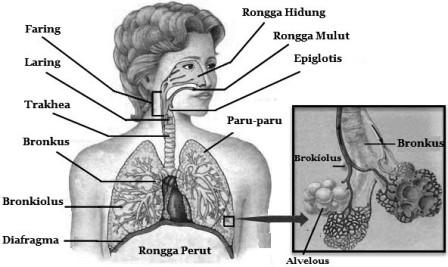 Rongga Hidung
Faring
Rongga Mulut
Laring
Epiglotis
Trakhea
Paru-paru
Bronkus
Bronkiolus
Diafragma
Rongga Perut
Bronkus
Brokiolus
Alvelous